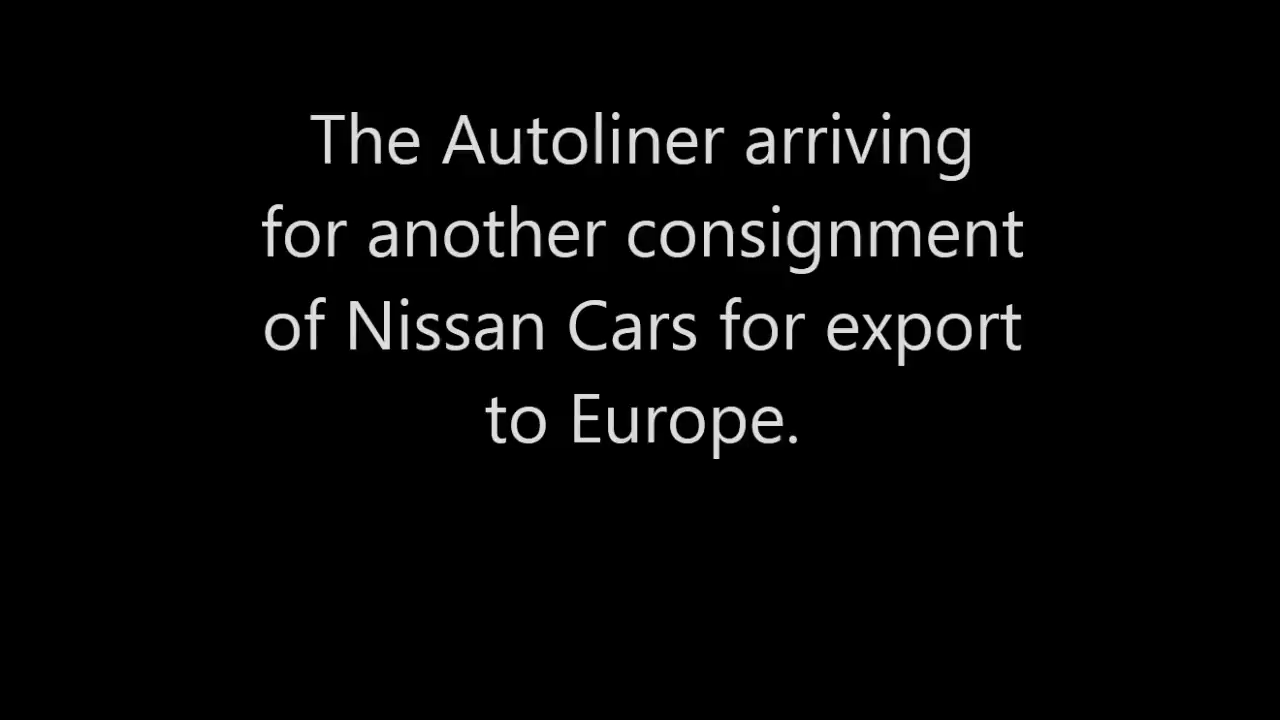 The Autoliner arriving
for another consignment
of Nissan Cars for export
to Europe.